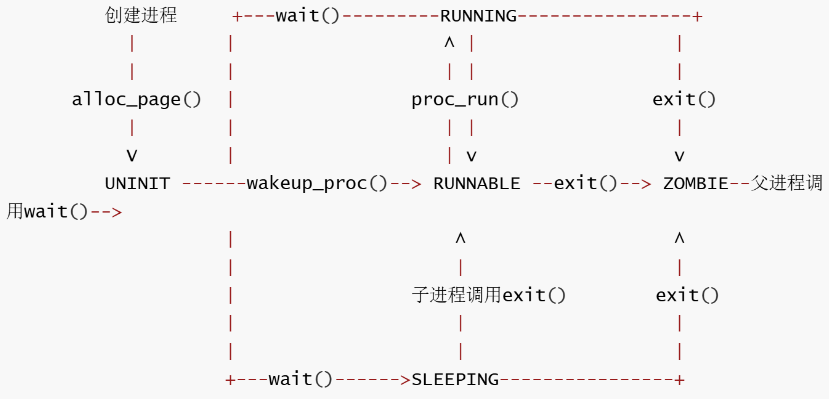 创建进程          +---wait()---------RUNNING----------------+
|         |                    ^ |                   |
|         |                    | |                   |
alloc_page()  |                 proc_run()             exit()
|         |                    | |                   |
v         |                    | v                   v
UNINIT ------wakeup_proc()--> RUNNABLE --exit()--> ZOMBIE--父进程调
用wait()-->
|                     ^                    ^
|                     |                    |
|                 子进程调用exit()         exit()
|                     |                    |
|                     |                    |
+---wait()------>SLEEPING----------------+